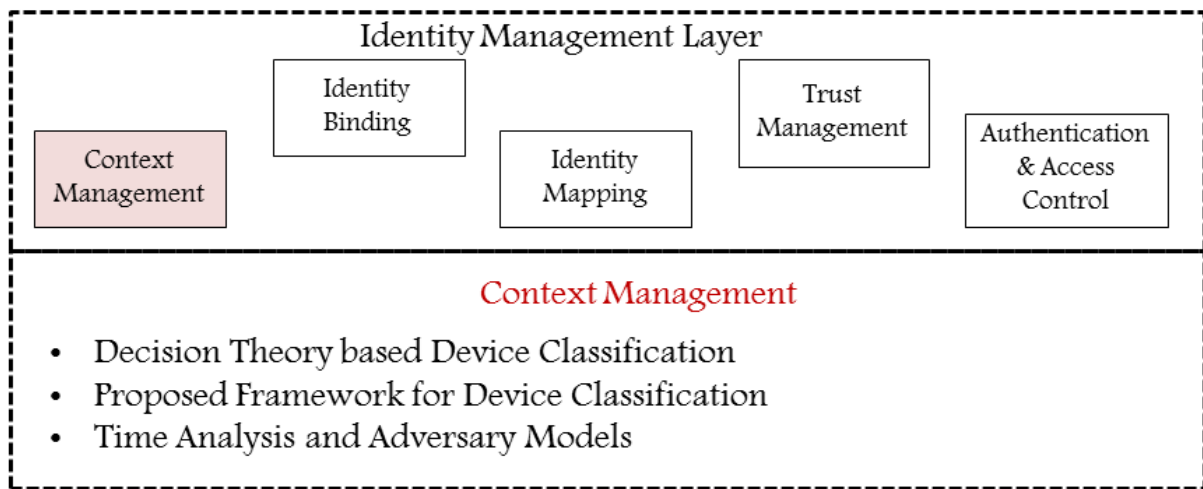 Identity Management Layer
Context
Management
Identity
Binding
Identity
Mapping
Trust
Management
Authentication
& Access
Control
Context Management
• Decision Theory based Device Classification
• Proposed Framework for Device Classification
• Time Analysis and Adversary Models